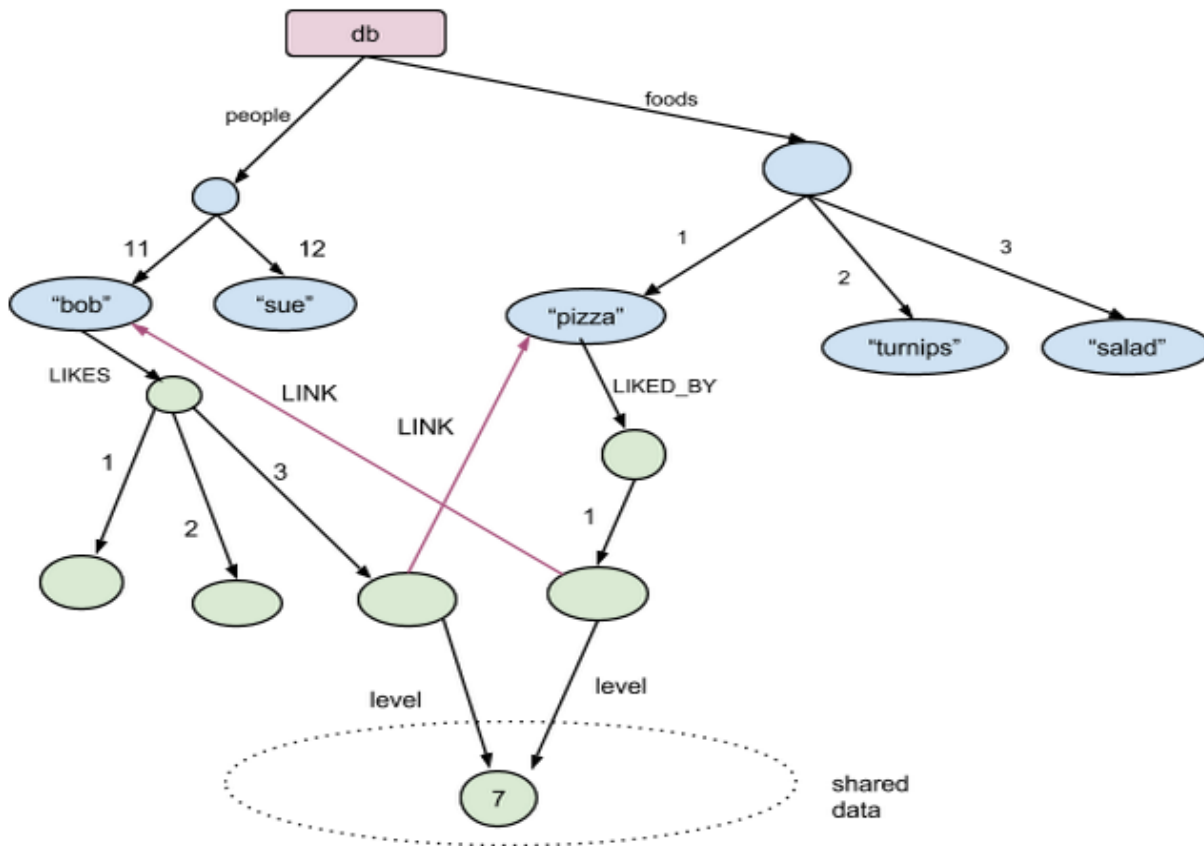 db
people
foods
11
12
1
2
3
“bob”
“sue”
“pizza”
“turnips”
“salad”
LIKES
LINK
LINK
LIKED_BY
1
2
3
1
level
level
7
shared
data